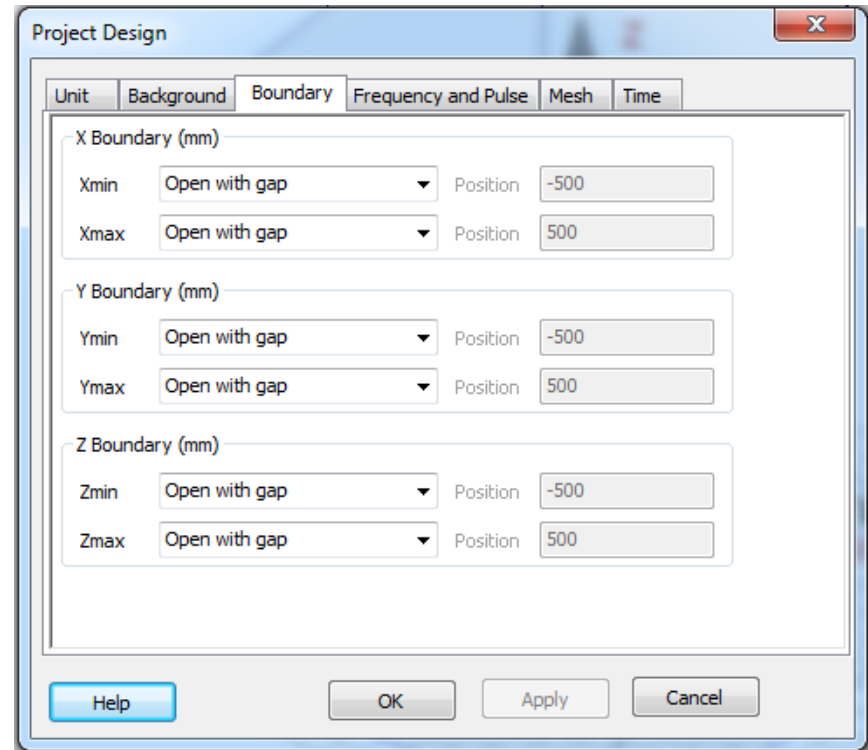 Project Design
Unit Background Boundary Frequency and Pulse Mesh Time
X Boundary (mm)
Xmin Open with gap Position -500
Xmax Open with gap Position 500
Y Boundary (mm)
Ymin Open with gap Position -500
Ymax Open with gap Position 500
Z Boundary (mm)
Zmin Open with gap Position -500
Zmax Open with gap Position 500
Help OK Apply Cancel